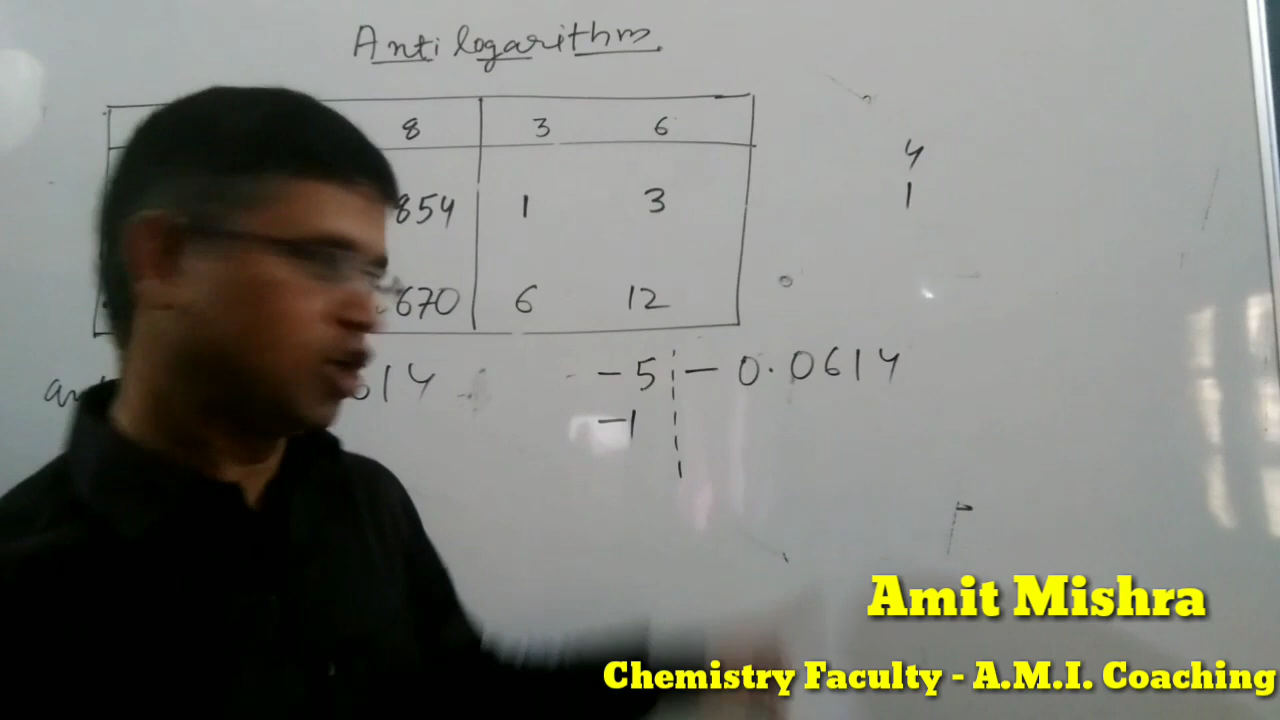 Antilogarithm
8 3 6
854 1 3
670 6 12
4
1
614
-5 - 0.0614
-1
Amit Mishra
Chemistry Faculty - A.M.I. Coaching